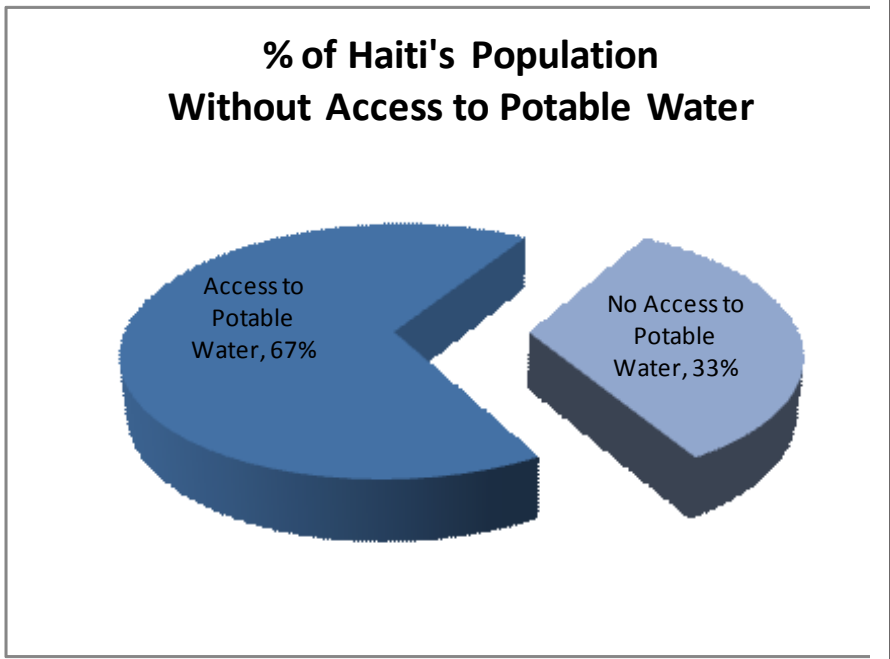 % of Haiti's Population
Without Access to Potable Water
Access to
Potable
Water, 67%
No Access to
Potable
Water, 33%